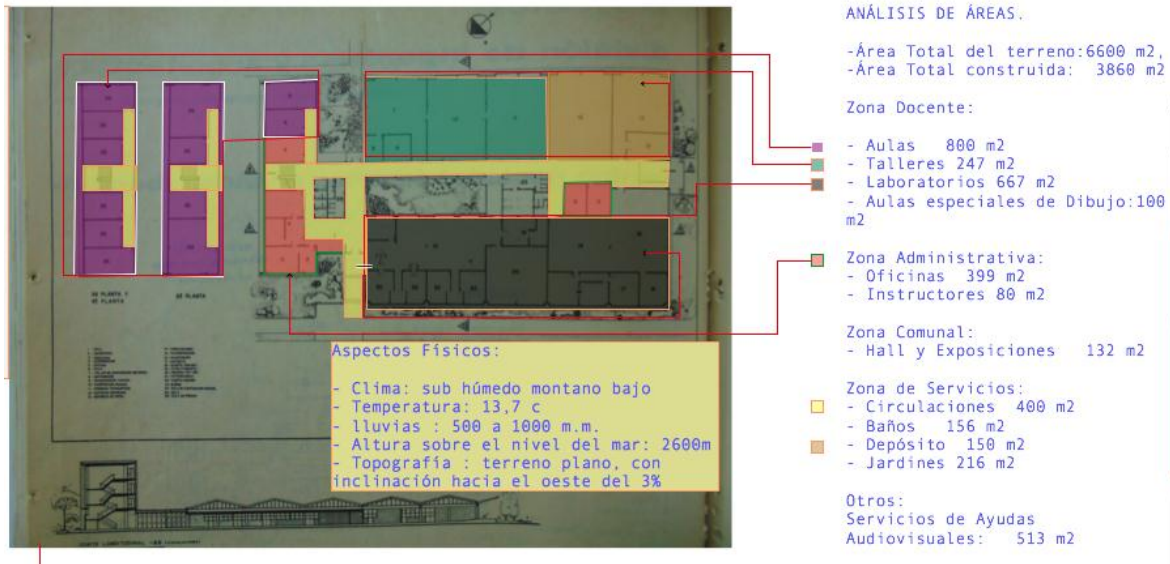 ANÁLISIS DE ÁREAS.
-Área Total del terreno:6600 m2,
-Área Total construida: 3860 m2
Zona Docente:
- Aulas 800 m2
- Talleres 247 m2
- Laboratorios 667 m2
- Aulas especiales de Dibujo:100
m2
Zona Administrativa:
- Oficinas 399 m2
- Instructores 80 m2
Zona Comunal:
- Hall y Exposiciones 132 m2
Zona de Servicios:
- Circulaciones 400 m2
- Baños 156 m2
- Depósito 150 m2
- Jardines 216 m2
Otros:
Servicios de Ayudas
Audiovisuales: 513 m2
Aspectos Físicos:
- Clima: sub húmedo montano bajo
- Temperatura: 13,7 c
- lluvias : 500 a 1000 m.m.
- Altura sobre el nivel del mar: 2600m
- Topografía : terreno plano, con
inclinación hacia el oeste del 3%
PLANTA Y
PLANTA
PLANTA
CORTE LONGITUDINAL